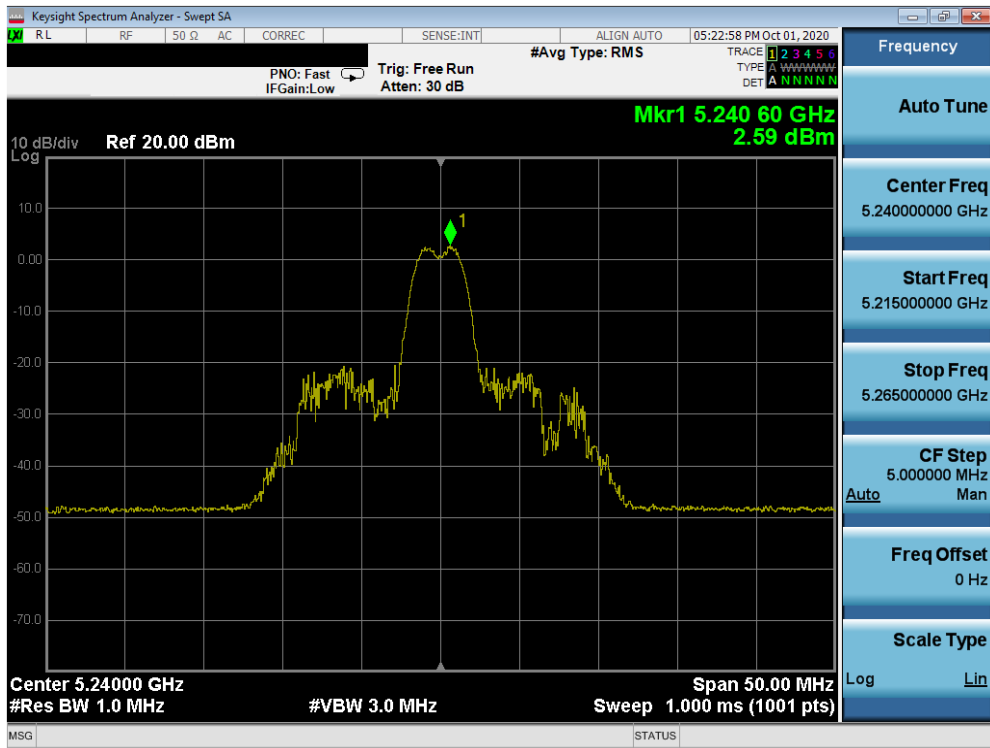 Keysight Spectrum Analyzer - Swept SA
LXI RL RF 50 Ω AC CORREC SENSE:INT ALIGN AUTO 05:22:58 PM Oct 01, 2020
#Avg Type: RMS
TRACE 1 2 3 4 5 6
PNO: Fast Trig: Free Run
TYPE A WWWWW
IFGain:Low Atten: 30 dB
DET A N N N N N
Mkr1 5.240 60 GHz
2.59 dBm
10 dB/div Ref 20.00 dBm
Log
1
10.0
0.00
-10.0
-20.0
-30.0
-40.0
-50.0
-60.0
-70.0
Center 5.24000 GHz Span 50.00 MHz
#Res BW 1.0 MHz #VBW 3.0 MHz Sweep 1.000 ms (1001 pts)
MSG STATUS
Frequency
Auto Tune
Center Freq
5.240000000 GHz
Start Freq
5.215000000 GHz
Stop Freq
5.265000000 GHz
CF Step
5.000000 MHz
Auto Man
Freq Offset
0 Hz
Scale Type
Log Lin